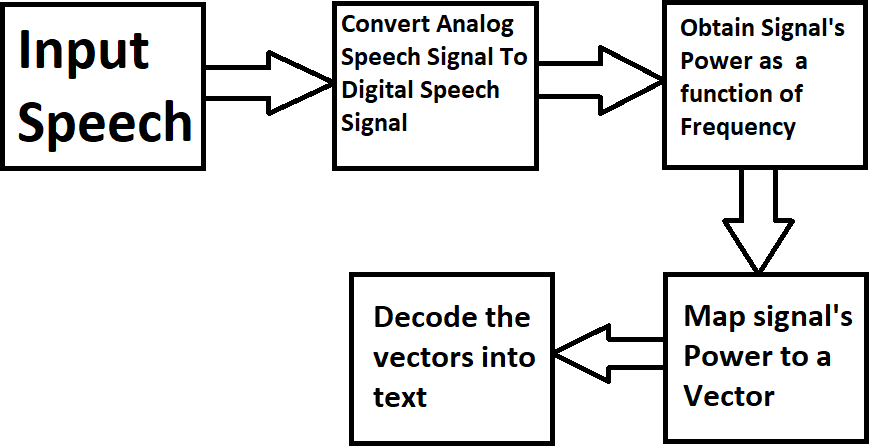 Input
Speech
Convert Analog
Speech Signal To
Digital Speech
Signal
Obtain Signal's
Power as  a
function of
Frequency
Map signal's
Power to a
Vector
Decode the
vectors into
text